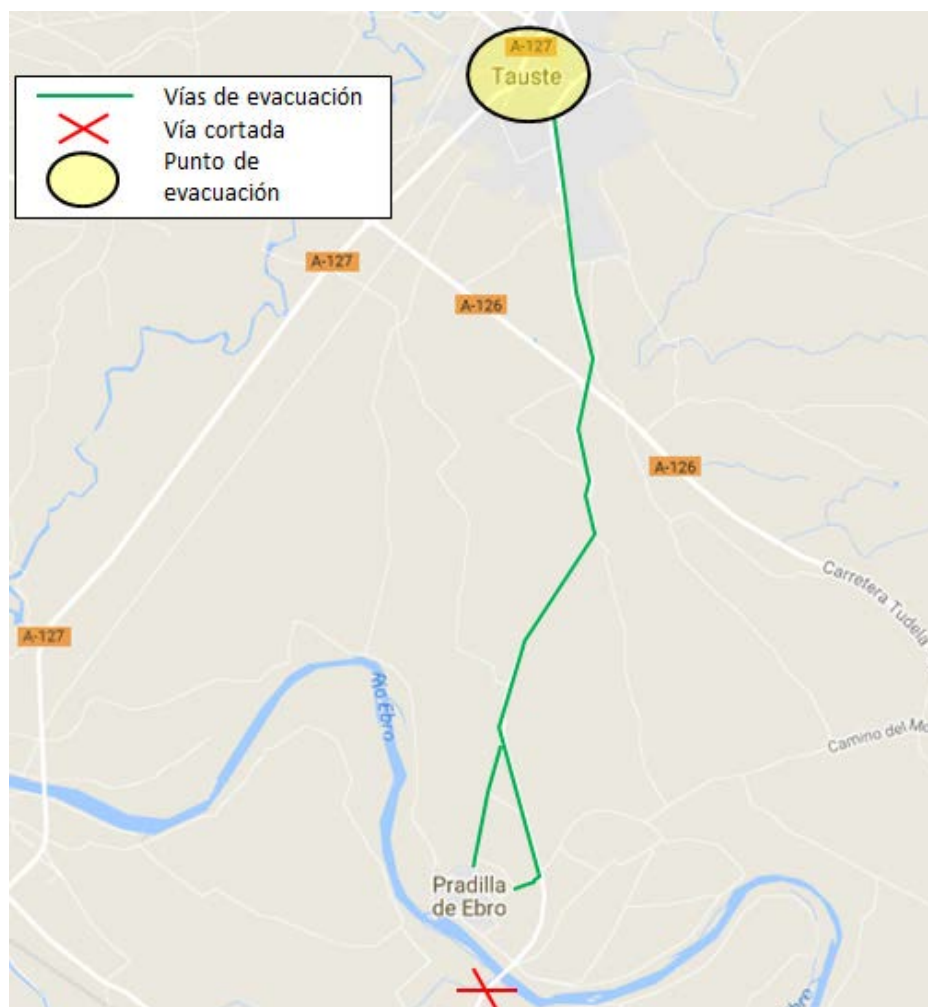 A-127
Tauste
Vías de evacuación
Vía cortada
Punto de
evacuación
A-127
A-126
A-126
Carretera Tudela
A-127
Río Ebro
Camino del Mo
Pradilla
de Ebro
Ebro